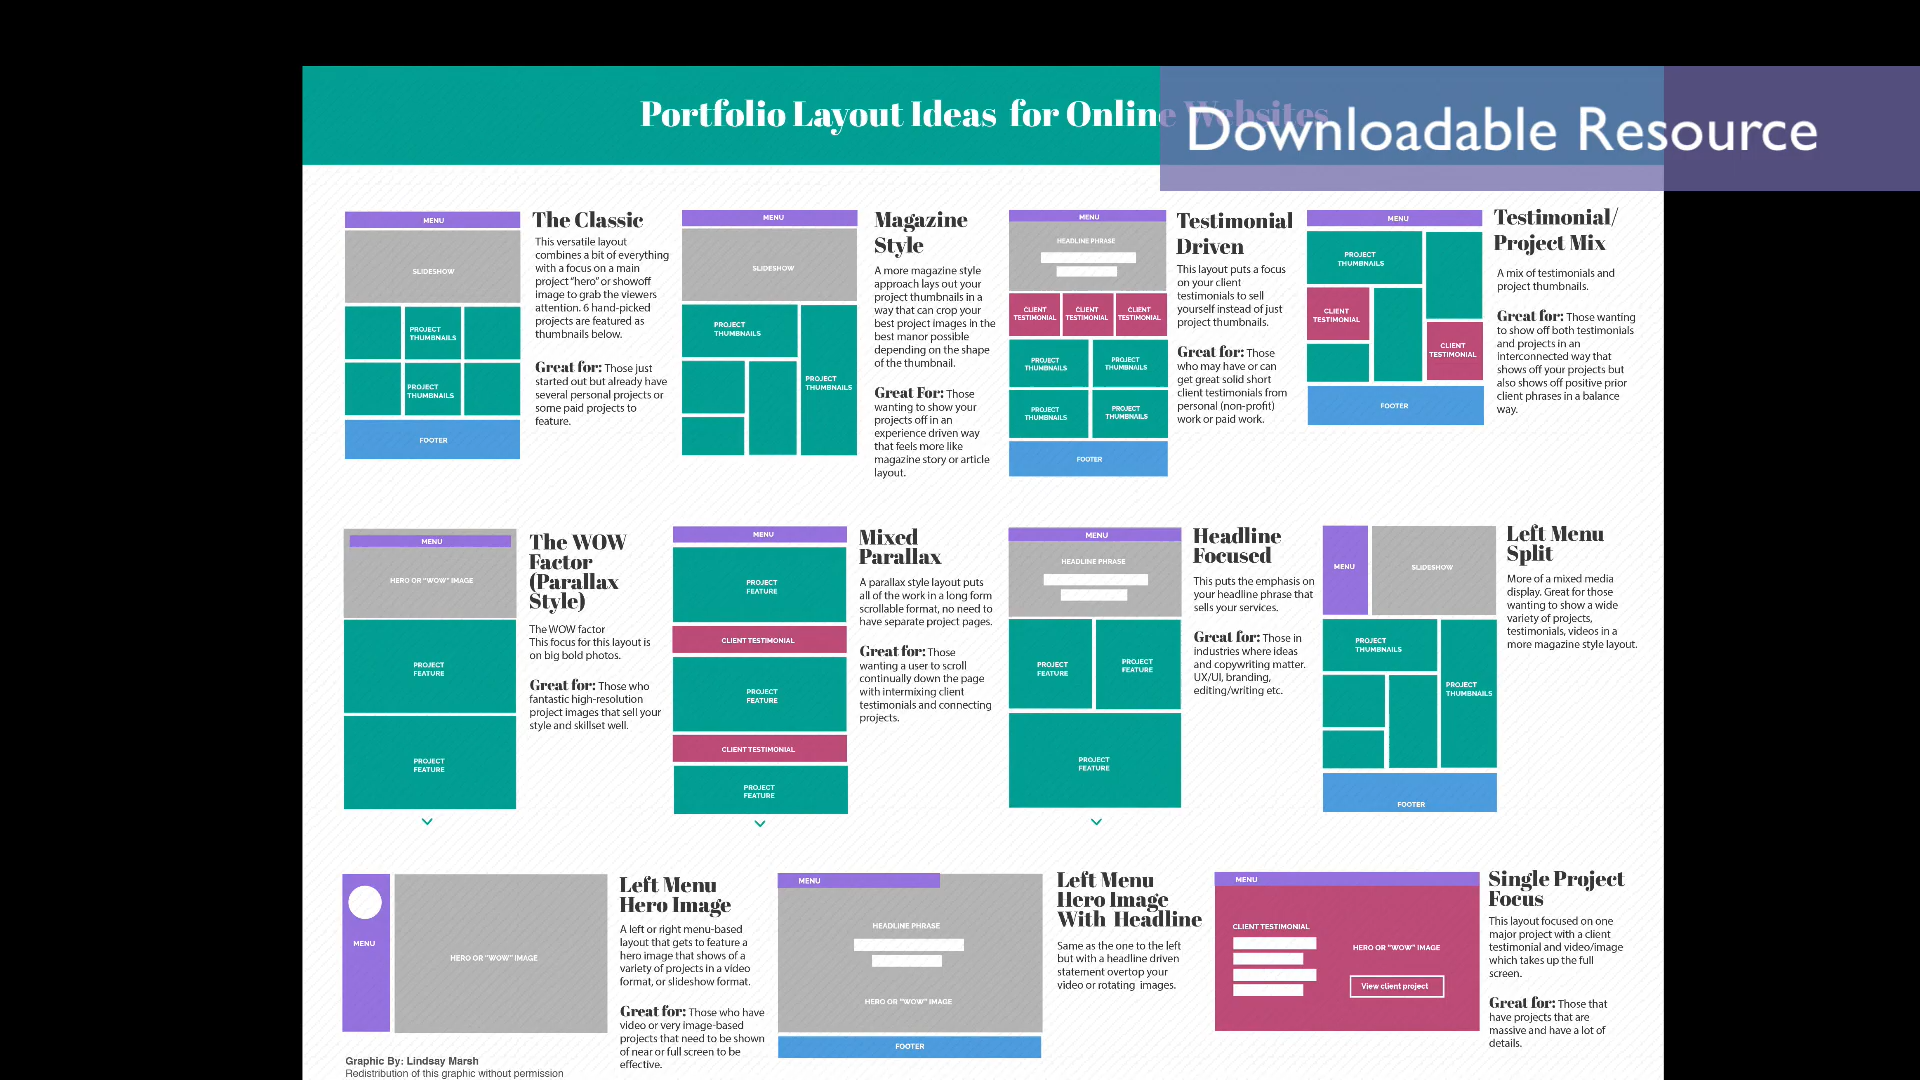 Portfolio Layout Ideas for Online Websites
Downloadable Resource
MENU
SLIDESHOW
PROJECT
THUMBNAILS
PROJECT
THUMBNAILS
FOOTER
The Classic
This versatile layout
combines a bit of everything
with a focus on a main
project "hero" or showoff
image to grab the viewers
attention. 6 hand-picked
projects are featured as
thumbnails below.
Great for: Those just
started out but already have
several personal projects or
some paid projects to
feature.
MENU
SLIDESHOW
PROJECT
THUMBNAILS
PROJECT
THUMBNAILS
Magazine
Style
A more magazine style
approach lays out your
project thumbnails in a
way that can crop your
best project images in the
best manor possible
depending on the shape
of the thumbnail.
Great For: Those
wanting to show your
projects off in an
experience driven way
that feels more like
magazine story or article
layout.
MENU
HEADLINE PHRASE
CLIENT
TESTIMONIAL
CLIENT
TESTIMONIAL
CLIENT
TESTIMONIAL
PROJECT
THUMBNAILS
PROJECT
THUMBNAILS
PROJECT
THUMBNAILS
PROJECT
THUMBNAILS
FOOTER
Testimonial
Driven
This layout puts a focus
on your client
testimonials to sell
yourself instead of just
project thumbnails.
Great for: Those
who may have or can
get great solid short
client testimonials from
personal (non-profit)
work or paid work.
MENU
PROJECT
THUMBNAILS
CLIENT
TESTIMONIAL
CLIENT
TESTIMONIAL
FOOTER
Testimonial/
Project Mix
A mix of testimonials and
project thumbnails.
Great for: Those wanting
to show off both testimonials
and projects in an
interconnected way that
shows off your projects but
also shows off positive prior
client phrases in a balance
way.
MENU
HERO OR "WOW" IMAGE
PROJECT
FEATURE
PROJECT
FEATURE
The WOW
Factor
(Parallax
Style)
The WOW factor
This focus for this layout is
on big bold photos.
Great for: Those who
fantastic high-resolution
project images that sell your
style and skillset well.
MENU
PROJECT
FEATURE
CLIENT TESTIMONIAL
PROJECT
FEATURE
CLIENT TESTIMONIAL
PROJECT
FEATURE
Mixed
Parallax
A parallax style layout puts
all of the work in a long form
scrollable format, no need to
have separate project pages.
Great for: Those
wanting a user to scroll
continually down the page
with intermixing client
testimonials and connecting
projects.
MENU
HEADLINE PHRASE
PROJECT
FEATURE
PROJECT
FEATURE
PROJECT
FEATURE
Headline
Focused
This puts the emphasis on
your headline phrase that
sells your services.
Great for: Those in
industries where ideas
and copywriting matter.
UX/UI, branding,
editing/writing etc.
MENU
SLIDESHOW
PROJECT
THUMBNAILS
PROJECT
THUMBNAILS
FOOTER
Left Menu
Split
More of a mixed media
display. Great for those
wanting to show a wide
variety of projects,
testimonials, videos in a
more magazine style layout.
MENU
HERO OR "WOW" IMAGE
Left Menu
Hero Image
A left or right menu-based
layout that gets to feature a
hero image that shows of a
variety of projects in a video
format, or slideshow format.
Great for: Those who have
video or very image-based
projects that need to be shown
of near or full screen to be
effective.
MENU
HEADLINE PHRASE
HERO OR "WOW" IMAGE
FOOTER
Left Menu
Hero Image
With Headline
Same as the one to the left
but with a headline driven
statement overtop your
video or rotating images.
MENU
CLIENT TESTIMONIAL
HERO OR "WOW" IMAGE
View client project
Single Project
Focus
This layout focused on one
major project with a client
testimonial and video/image
which takes up the full
screen.
Great for: Those that
have projects that are
massive and have a lot of
details.
Graphic By: Lindsay Marsh
Redistribution of this graphic without permission